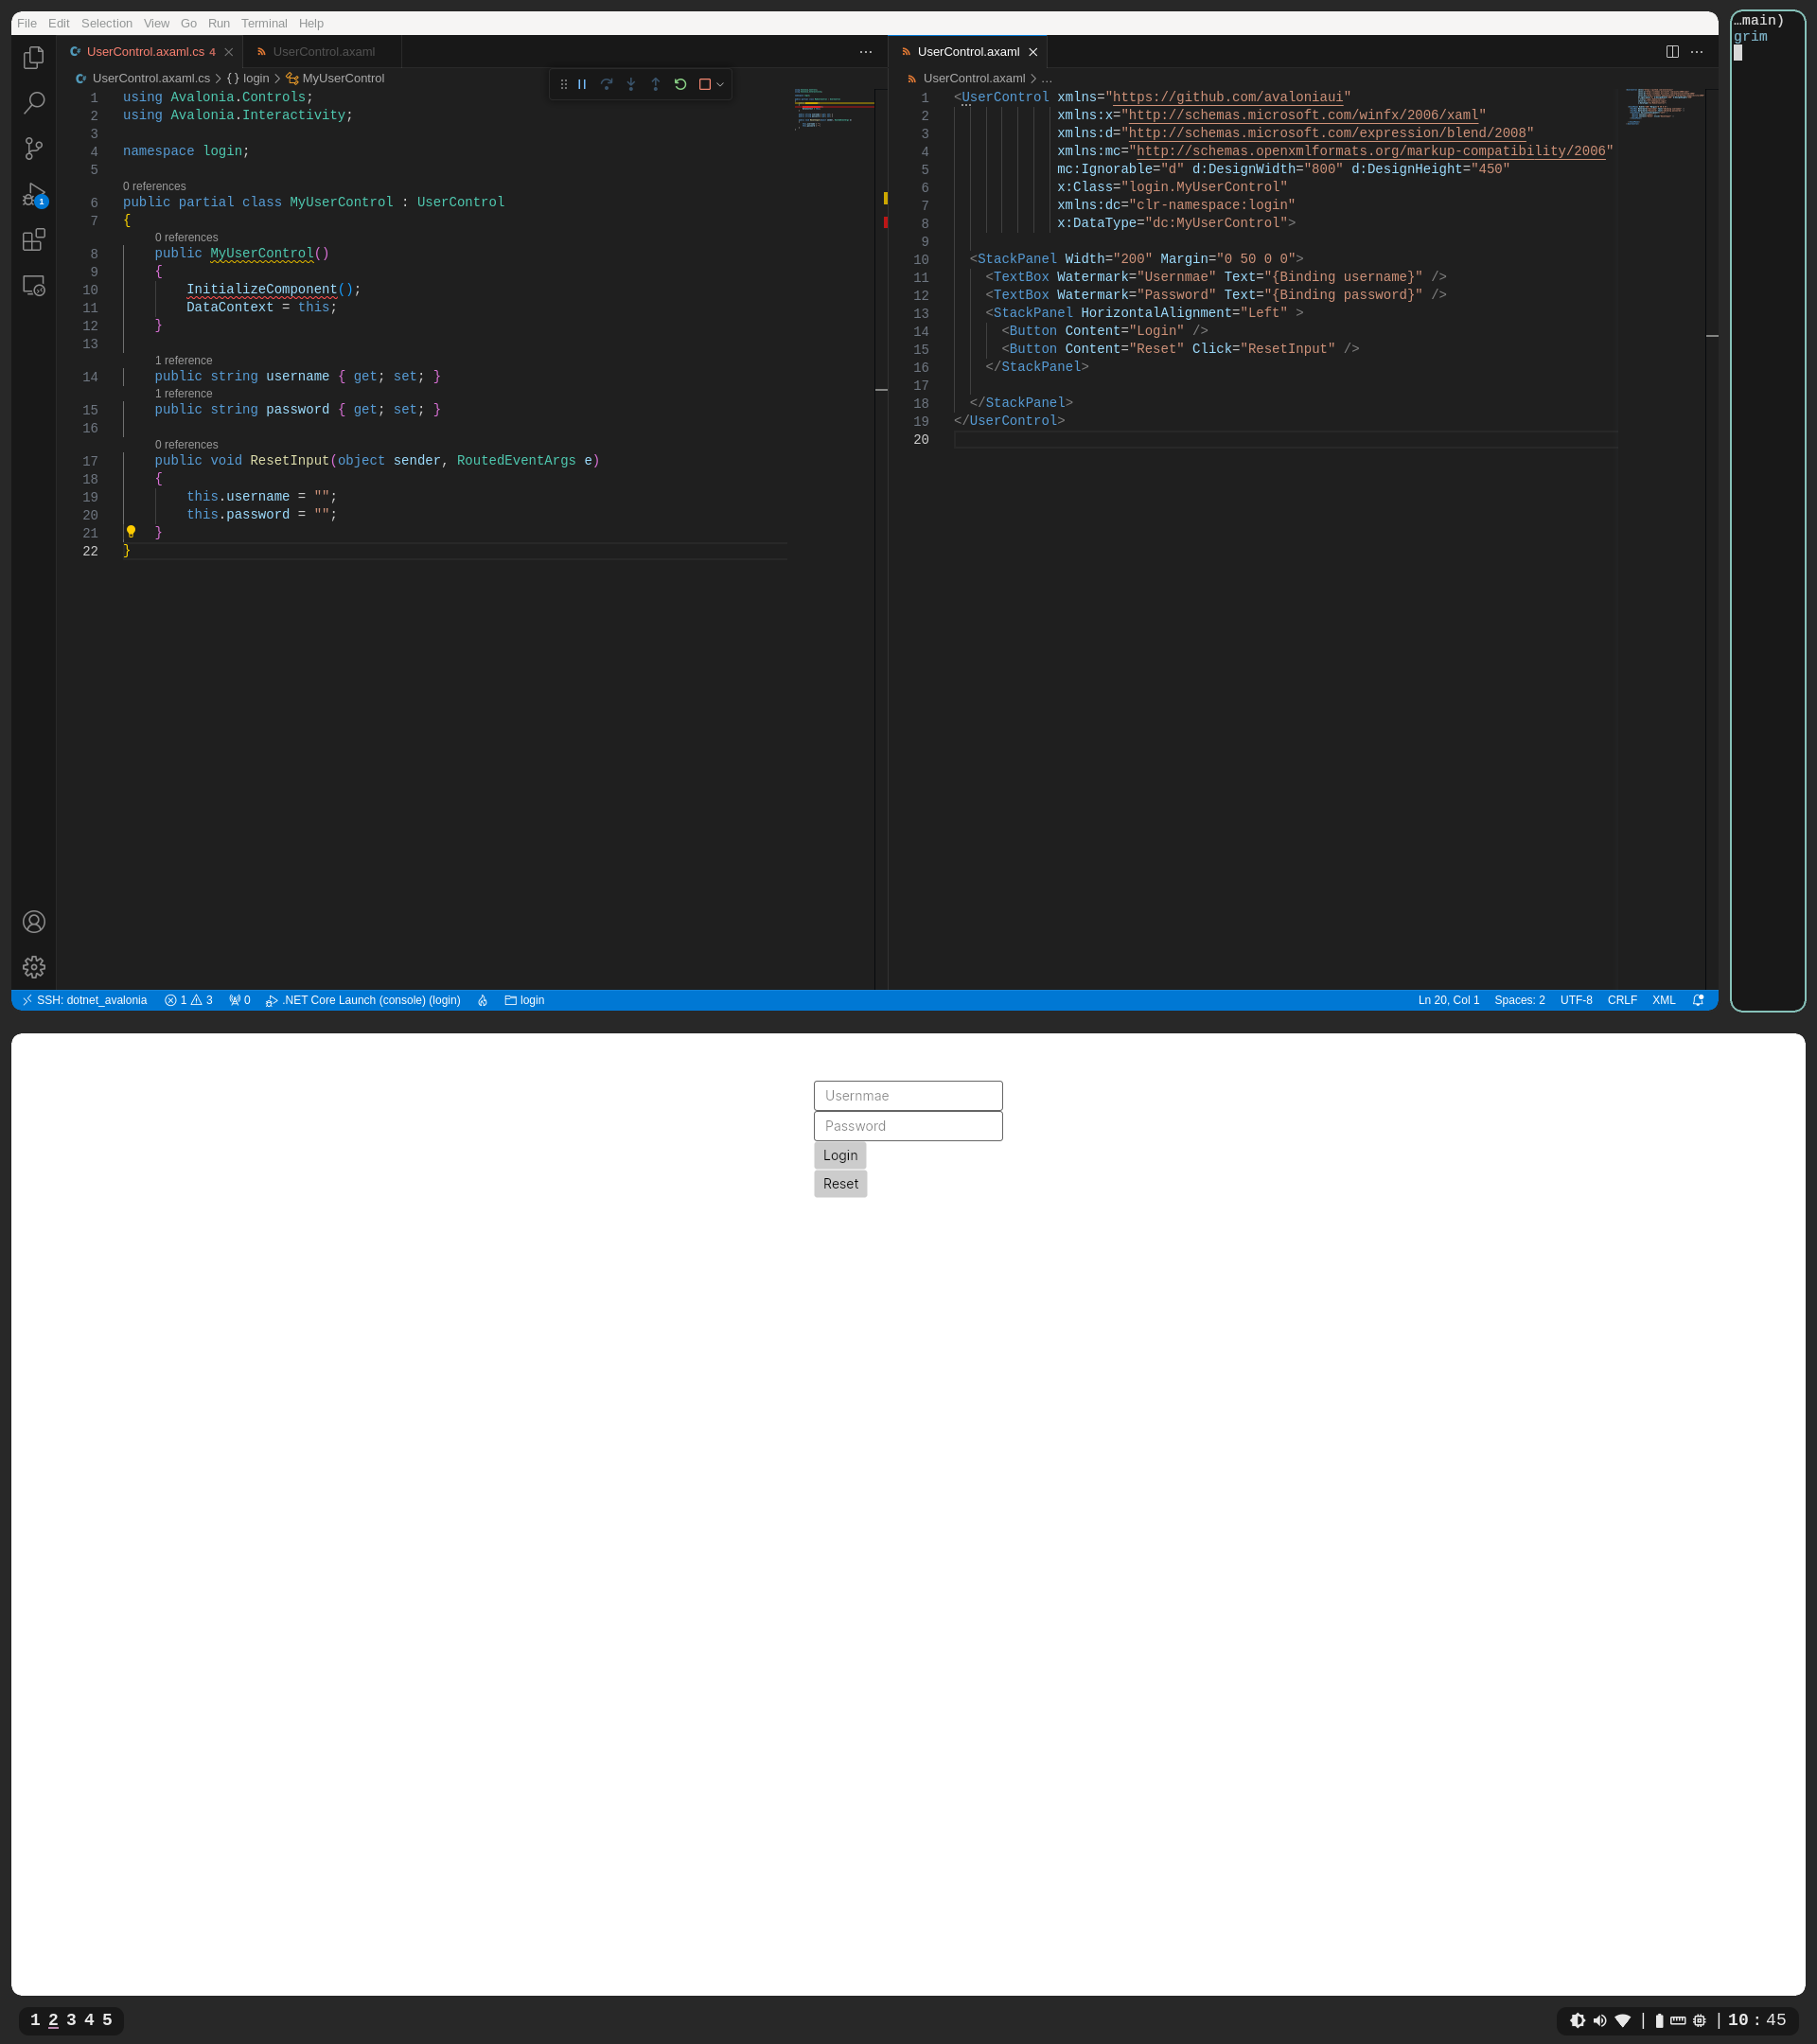 File Edit Selection View Go Run Terminal Help
UserControl.axaml.cs 4
UserControl.axaml
UserControl.axaml.cs > {} login > MyUserControl
1 using Avalonia.Controls;
2 using Avalonia.Interactivity;
3
4 namespace login;
5
0 references
6 public partial class MyUserControl : UserControl
7 {
0 references
8 public MyUserControl()
9 {
10 InitializeComponent();
11 DataContext = this;
12 }
13
1 reference
14 public string username { get; set; }
1 reference
15 public string password { get; set; }
16
0 references
17 public void ResetInput(object sender, RoutedEventArgs e)
18 {
19 this.username = "";
20 this.password = "";
21 }
22 }
UserControl.axaml
UserControl.axaml > ...
1 <UserControl xmlns="https://github.com/avaloniaui"
2 xmlns:x="http://schemas.microsoft.com/winfx/2006/xaml"
3 xmlns:d="http://schemas.microsoft.com/expression/blend/2008"
4 xmlns:mc="http://schemas.openxmlformats.org/markup-compatibility/2006"
5 mc:Ignorable="d" d:DesignWidth="800" d:DesignHeight="450"
6 x:Class="login.MyUserControl"
7 xmlns:dc="clr-namespace:login"
8 x:DataType="dc:MyUserControl">
9
10 <StackPanel Width="200" Margin="0 50 0 0">
11 <TextBox Watermark="Usernmae" Text="{Binding username}" />
12 <TextBox Watermark="Password" Text="{Binding password}" />
13 <StackPanel HorizontalAlignment="Left" >
14 <Button Content="Login" />
15 <Button Content="Reset" Click="ResetInput" />
16 </StackPanel>
17
18 </StackPanel>
19 </UserControl>
20
…main)
grim
1
SSH: dotnet_avalonia 1 3 0 .NET Core Launch (console) (login) login
Ln 20, Col 1 Spaces: 2 UTF-8 CRLF XML
Usernmae
Password
Login
Reset
1 2 3 4 5
| | 10:45